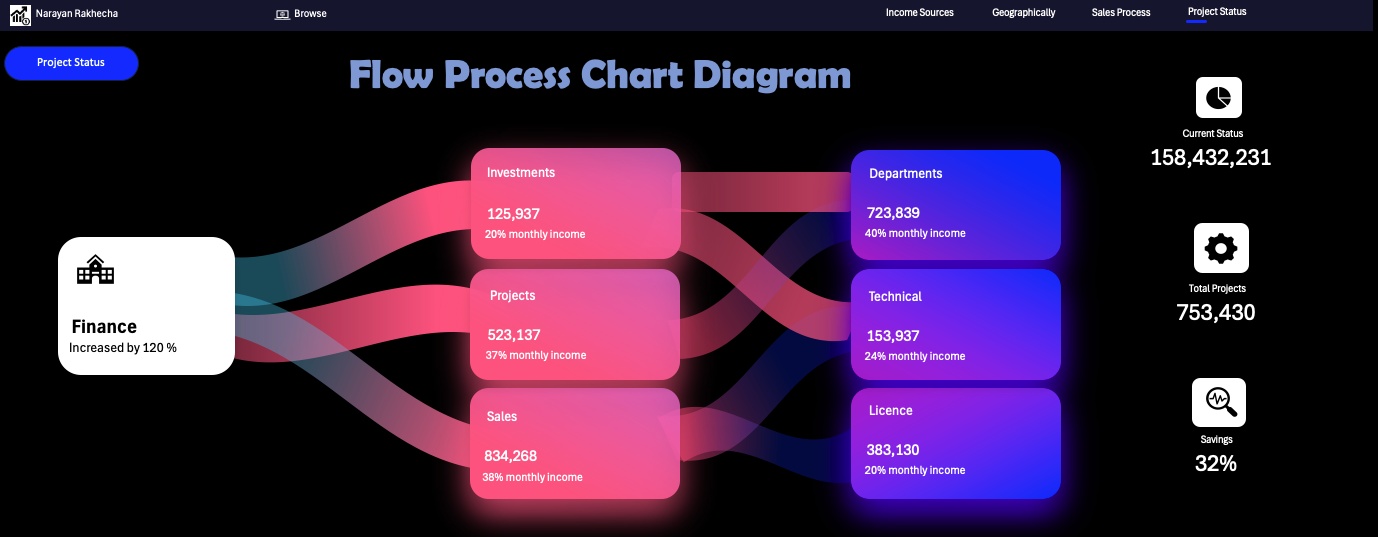 Narayan Rakhecha
Browse
Income Sources
Geographically
Sales Process
Project Status
Project Status
Flow Process Chart Diagram
Finance
Increased by 120 %
Investments
125,937
20% monthly income
Projects
523,137
37% monthly income
Sales
834,268
38% monthly income
Departments
723,839
40% monthly income
Technical
153,937
24% monthly income
Licence
383,130
20% monthly income
Current Status
158,432,231
Total Projects
753,430
Savings
32%